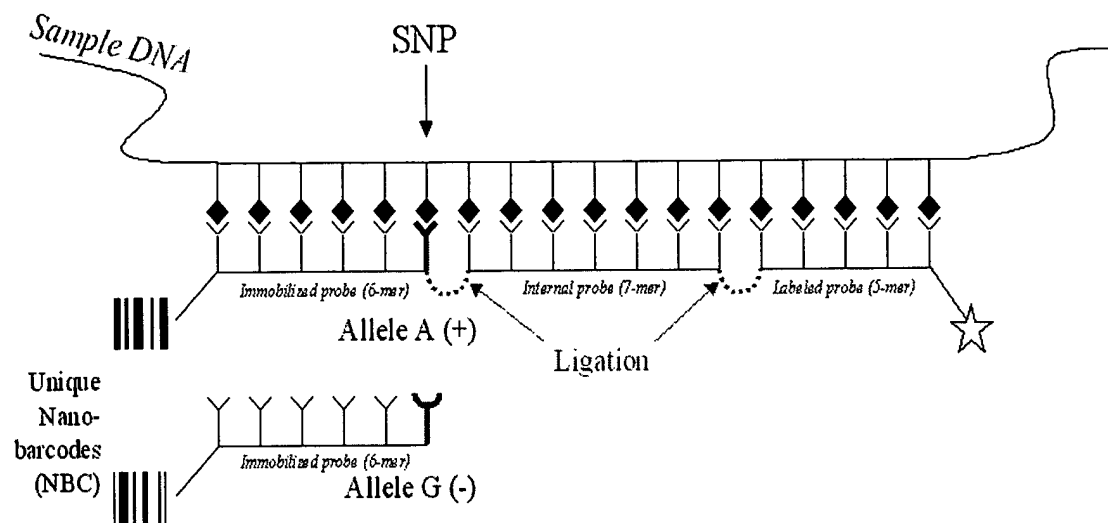 Sample DNA
SNP
Immobilized probe (6-mer)
Internal probe (7-mer)
Labeled probe (5-mer)
Allele A (+)
Ligation
Unique
Nano-
barcodes
(NBC)
Immobilized probe (6-mer)
Allele G (-)